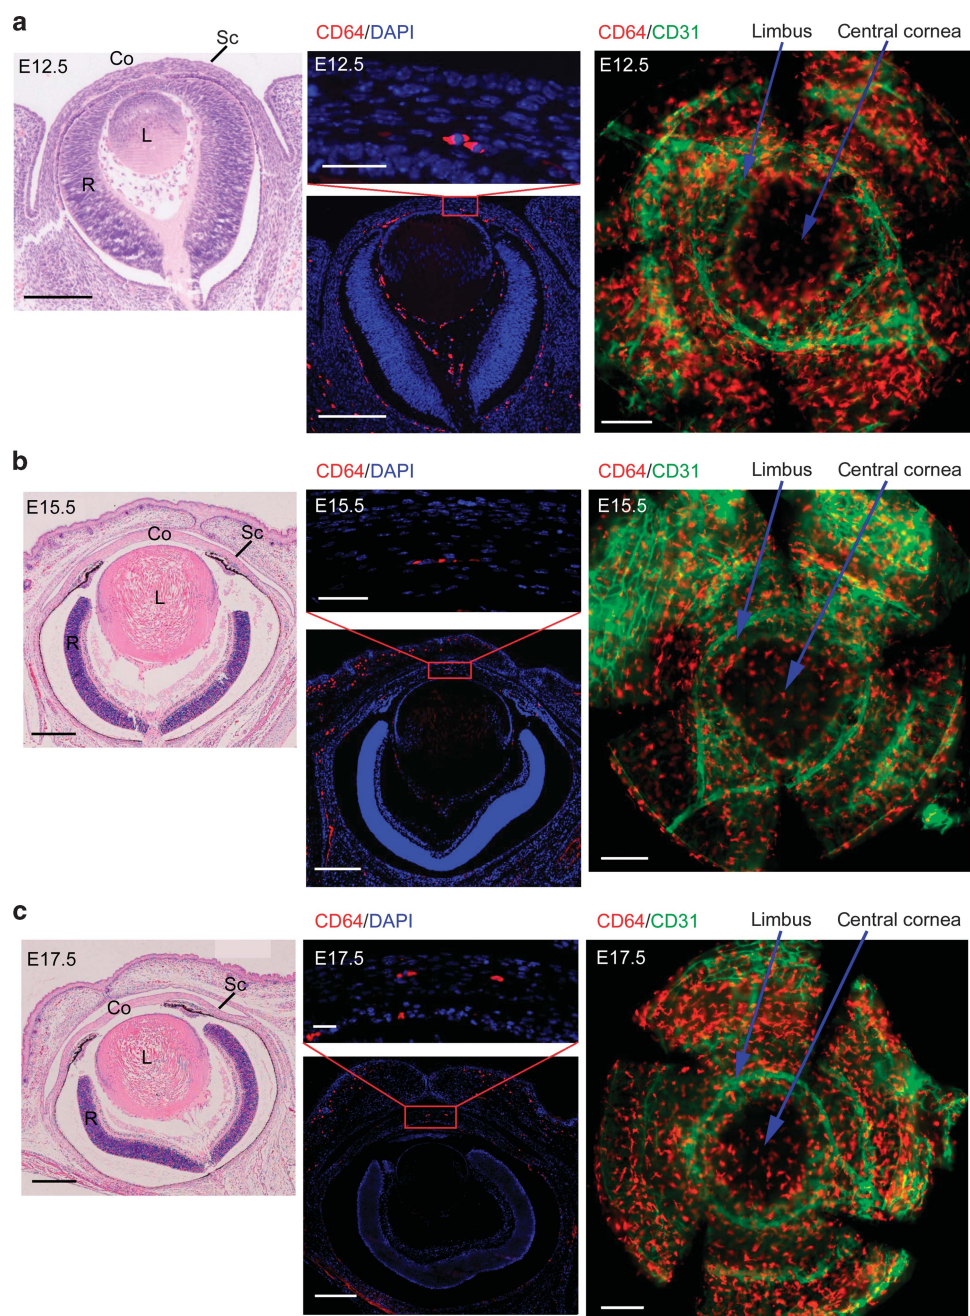 a
E12.5
Co
Sc
L
R
CD64/DAPI
E12.5
CD64/CD31
Limbus
Central cornea
E12.5
b
E15.5
Co
Sc
L
R
CD64/DAPI
E15.5
CD64/CD31
Limbus
Central cornea
E15.5
c
E17.5
Co
Sc
L
R
CD64/DAPI
E17.5
CD64/CD31
Limbus
Central cornea
E17.5